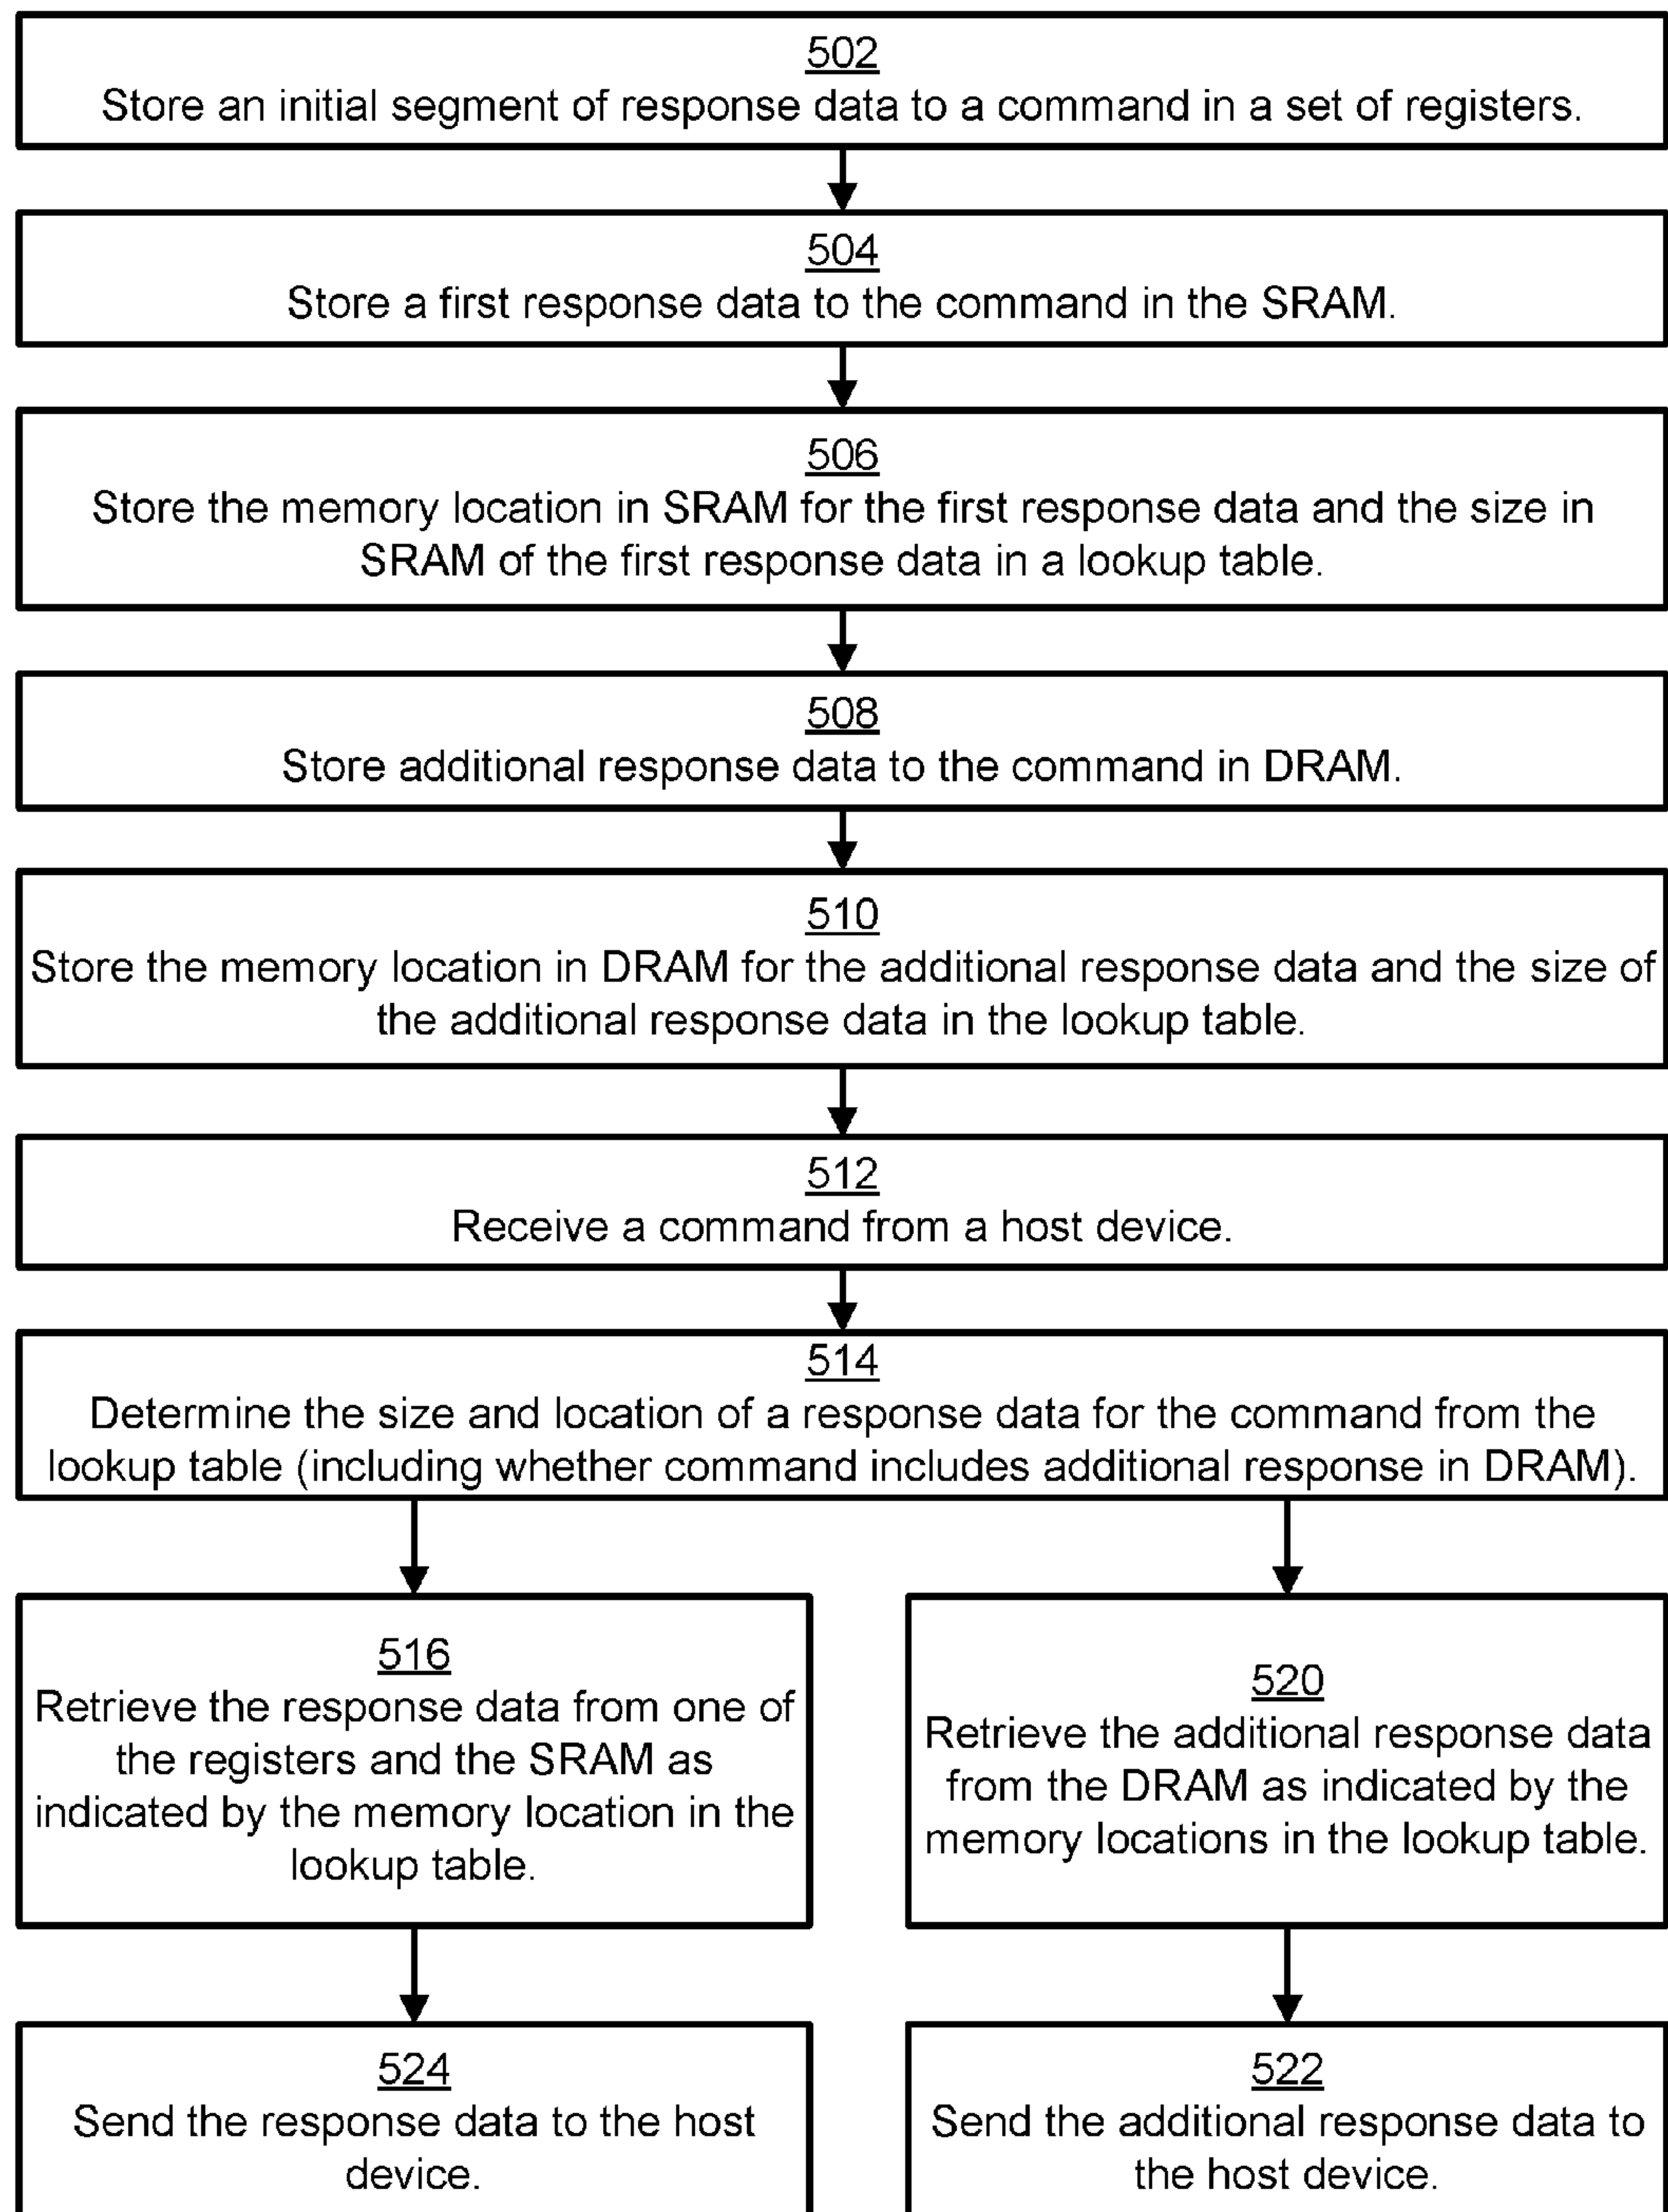 502
Store an initial segment of response data to a command in a set of registers.
504
Store a first response data to the command in the SRAM.
506
Store the memory location in SRAM for the first response data and the size in
SRAM of the first response data in a lookup table.
508
Store additional response data to the command in DRAM.
510
Store the memory location in DRAM for the additional response data and the size of
the additional response data in the lookup table.
512
Receive a command from a host device.
514
Determine the size and location of a response data for the command from the
lookup table (including whether command includes additional response in DRAM).
516
Retrieve the response data from one of
the registers and the SRAM as
indicated by the memory location in the
lookup table.
520
Retrieve the additional response data
from the DRAM as indicated by the
memory locations in the lookup table.
524
Send the response data to the host
device.
522
Send the additional response data to
the host device.